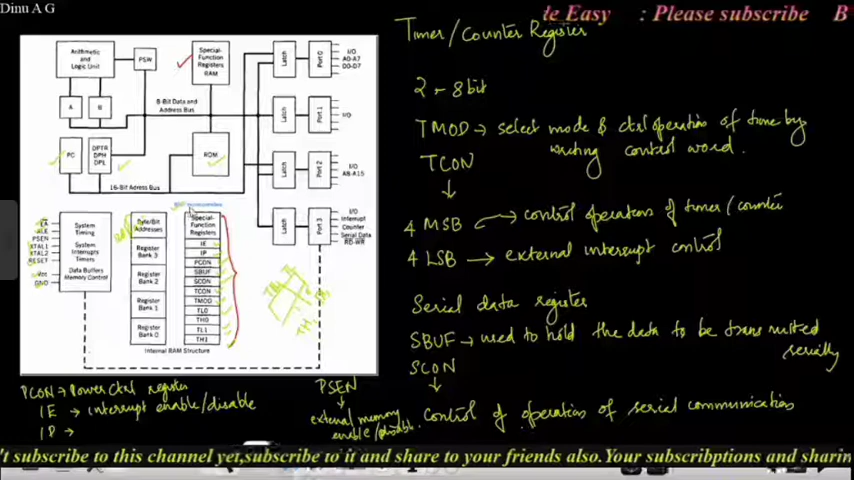 Dinu A G
le Easy : Please subscribe B
Arithmetic and Logic Unit
PSW
Special-Function Registers RAM
Latch
Port 0
I/O
A0-A7
D0-D7
A
B
8-Bit Data and Address Bus
Latch
Port 1
I/O
PC
DPTR
DPH
DPL
ROM
Latch
Port 2
I/O
A8-A15
16-Bit Adress Bus
EA
ALE
PSEN
XTAL1
XTAL2
RESET
Vcc
GND
System Timing
System Interrupts Timers
Data Buffers Memory Control
Byte/Bit Addresses
Register Bank 3
Register Bank 2
Register Bank 1
Register Bank 0
Special-Function Registers
IE
IP
PCON
SBUF
SCON
TCON
TMOD
TL0
TH0
TL1
TH1
Internal RAM Structure
Latch
Port 3
I/O
Interrupt
Counter
Serial Data
RD-WR
Timer/Counter Register
2 - 8bit
TMOD → select mode & ctrl operation of time by
writing control word.
TCON
↓
4 MSB → control operations of timer/counter
4 LSB → external interrupt control
Serial data register
SBUF → used to hold the data to be transmitted
serially
SCON
↓
control of operation of serial communication
PCON → Power Ctrl register
IE → interrupt enable/disable
IP →
PSEN
↓
external memory
enable/disable.
't subscribe to this channel yet,subscribe to it and share to your friends also.Your subscribptions and sharin